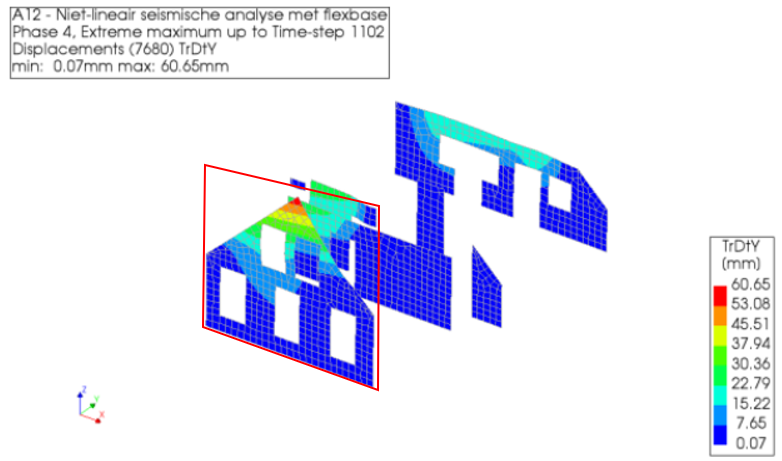 A12 - Niet-lineair seismische analyse met flexbase
Phase 4, Extreme maximum up to Time-step 1102
Displacements (7680) TrDtY
min: 0.07mm max: 60.65mm
TrDtY
(mm)
60.65
53.08
45.51
37.94
30.36
22.79
15.22
7.65
0.07
Z
Y
X